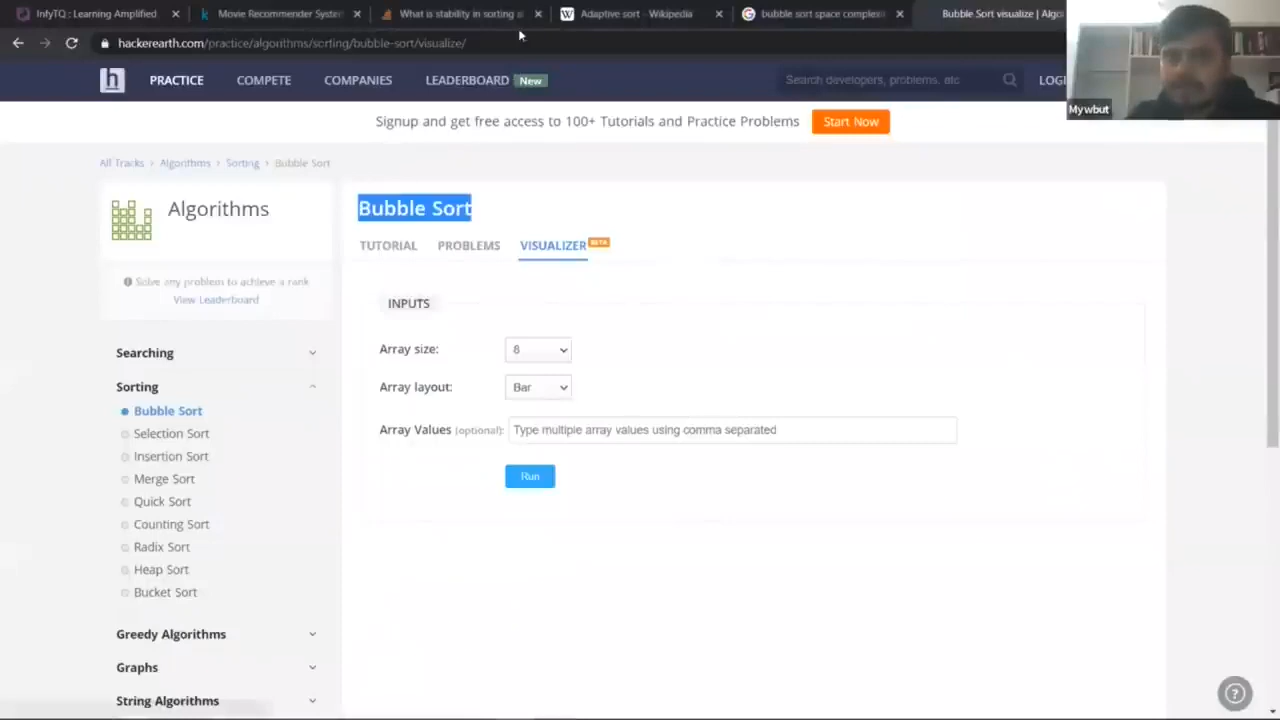 InfyTQ: Learning Amplified
Movie Recommender Syste
What is stability in sorting a
Adaptive sort - Wikipedia
bubble sort space complexi
Bubble Sort visualize | Algo
hackerearth.com/practice/algorithms/sorting/bubble-sort/visualize/
h PRACTICE COMPETE COMPANIES LEADERBOARD New Search developers, problems, etc LOGI
Mywbut
Signup and get free access to 100+ Tutorials and Practice Problems Start Now
All Tracks > Algorithms > Sorting > Bubble Sort
Algorithms
Solve any problem to achieve a rank
View Leaderboard
Searching
Sorting
Bubble Sort
Selection Sort
Insertion Sort
Merge Sort
Quick Sort
Counting Sort
Radix Sort
Heap Sort
Bucket Sort
Greedy Algorithms
Graphs
String Algorithms
Bubble Sort
TUTORIAL PROBLEMS VISUALIZER BETA
INPUTS
Array size: 8
Array layout: Bar
Array Values (optional): Type multiple array values using comma separated
Run